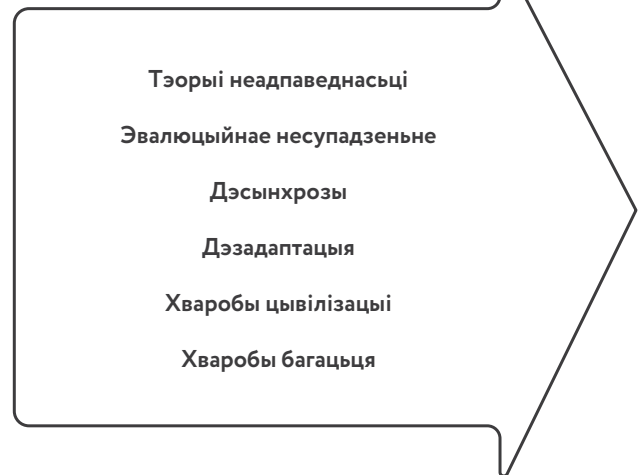 Тэорыі неадпаведнасьці
Эвалюцыйнае несупадзеньне
Дэсынхрозы
Дэзадаптацыя
Хваробы цывілізацыі
Хваробы багацьця